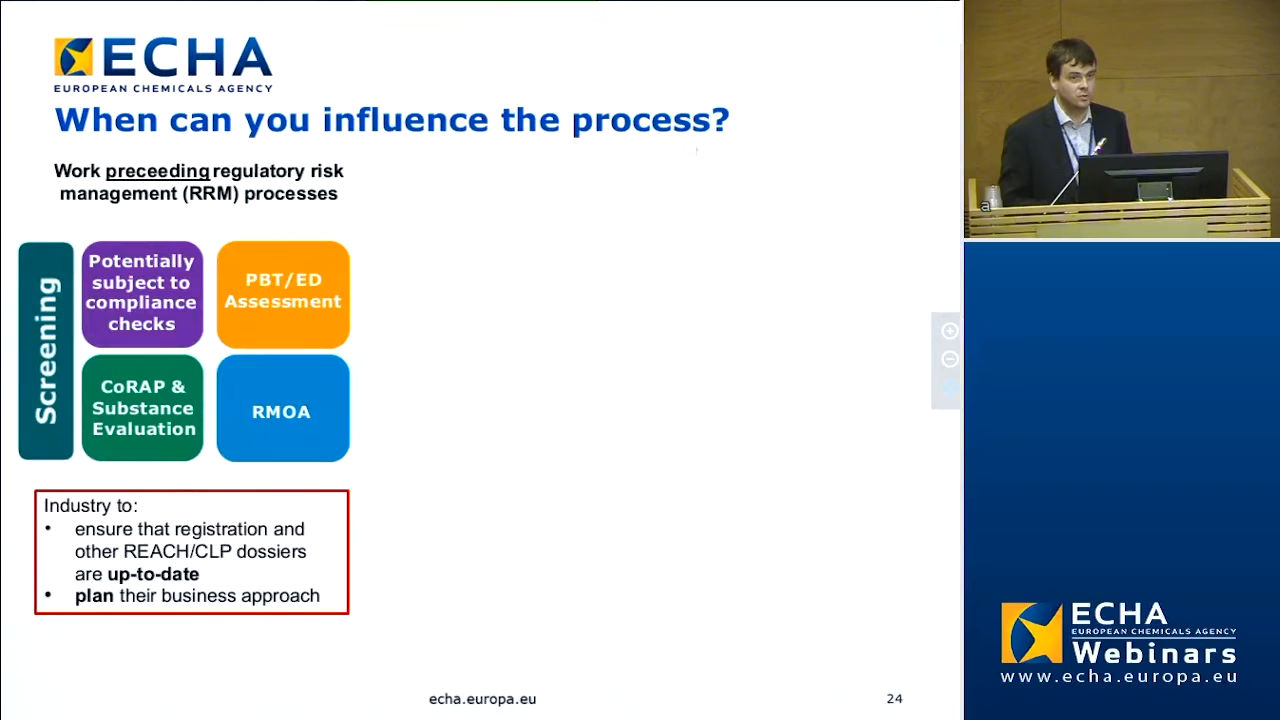 ECHA
EUROPEAN CHEMICALS AGENCY
When can you influence the process?
Work preceeding regulatory risk
management (RRM) processes
Screening
Potentially
subject to
compliance
checks
PBT/ED
Assessment
CoRAP &
Substance
Evaluation
RMOA
Industry to:
• ensure that registration and
other REACH/CLP dossiers
are up-to-date
• plan their business approach
echa.europa.eu
24
ECHA
EUROPEAN CHEMICALS AGENCY
Webinars
www.echa.europa.eu